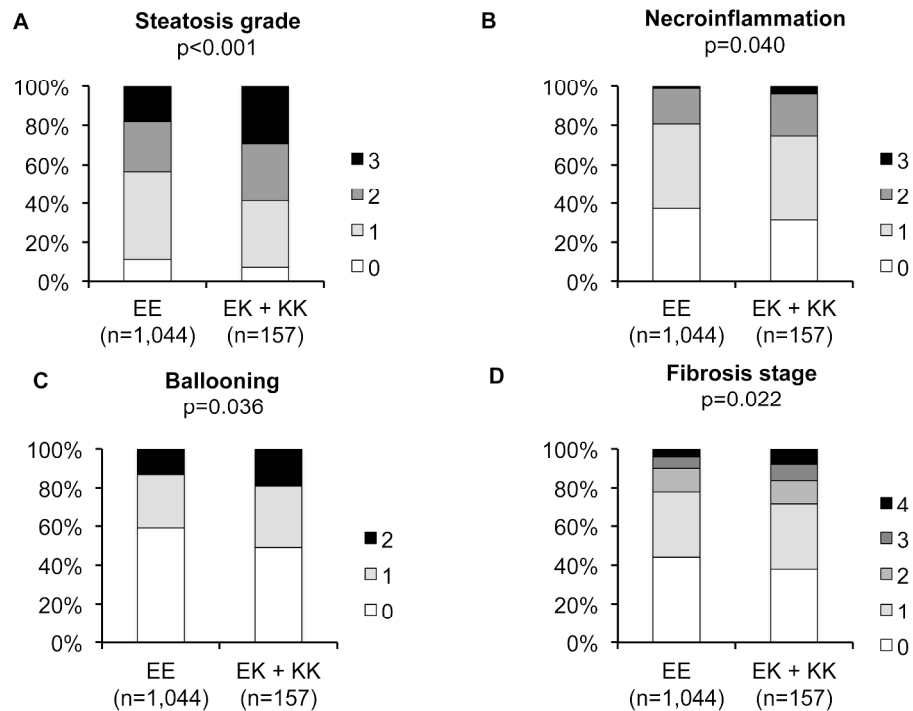 A
Steatosis grade
p<0.001
100%
80%
60%
40%
20%
0%
3
2
1
0
EE
(n=1,044)
EK + KK
(n=157)
B
Necroinflammation
p=0.040
100%
80%
60%
40%
20%
0%
3
2
1
0
EE
(n=1,044)
EK + KK
(n=157)
C
Ballooning
p=0.036
100%
80%
60%
40%
20%
0%
2
1
0
EE
(n=1,044)
EK + KK
(n=157)
D
Fibrosis stage
p=0.022
100%
80%
60%
40%
20%
0%
4
3
2
1
0
EE
(n=1,044)
EK + KK
(n=157)